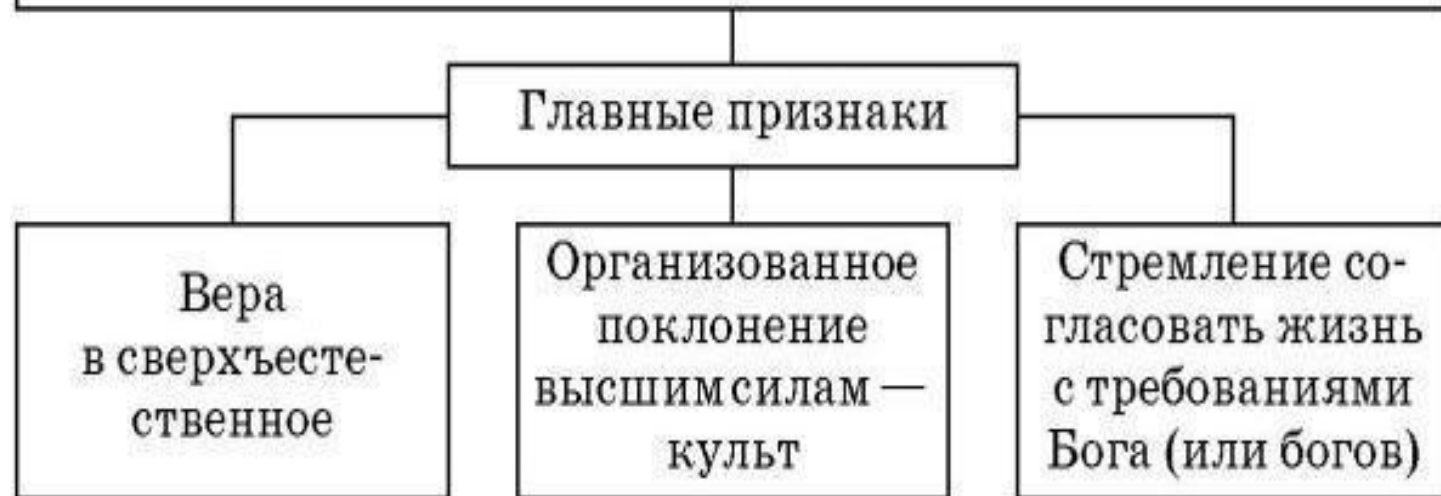 Главные признаки
Вера
в сверхъесте-
ственное
Организованное
поклонение
высшим силам —
культ
Стремление со-
гласовать жизнь
с требованиями
Бога (или богов)